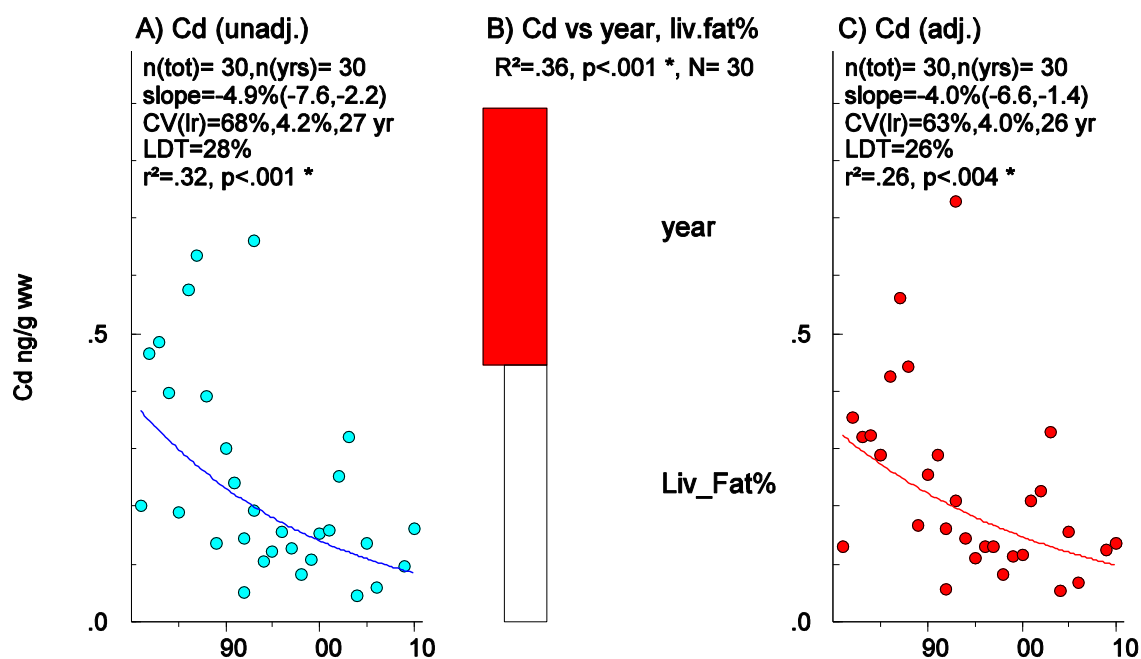 A) Cd (unadj.)
n(tot)= 30,n(yrs)= 30
slope=-4.9%(-7.6,-2.2)
CV(lr)=68%,4.2%,27 yr
LDT=28%
r²=.32, p<.001 *
Cd ng/g ww
.5
.0
90 00 10
B) Cd vs year, liv.fat%
R²=.36, p<.001 *, N= 30
year
Liv_Fat%
C) Cd (adj.)
n(tot)= 30,n(yrs)= 30
slope=-4.0%(-6.6,-1.4)
CV(lr)=63%,4.0%,26 yr
LDT=26%
r²=.26, p<.004 *
.5
.0
90 00 10